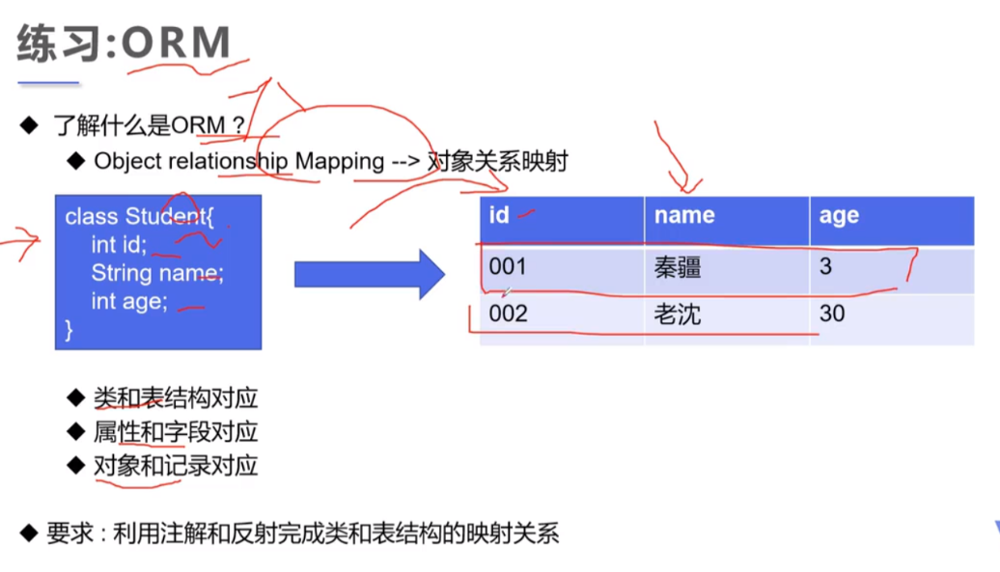 练习:ORM
了解什么是ORM？
Object relationship Mapping --> 对象关系映射
class Student{
int id;
String name;
int age;
}
id name age
001 秦疆 3
002 老沈 30
类和表结构对应
属性和字段对应
对象和记录对应
要求：利用注解和反射完成类和表结构的映射关系